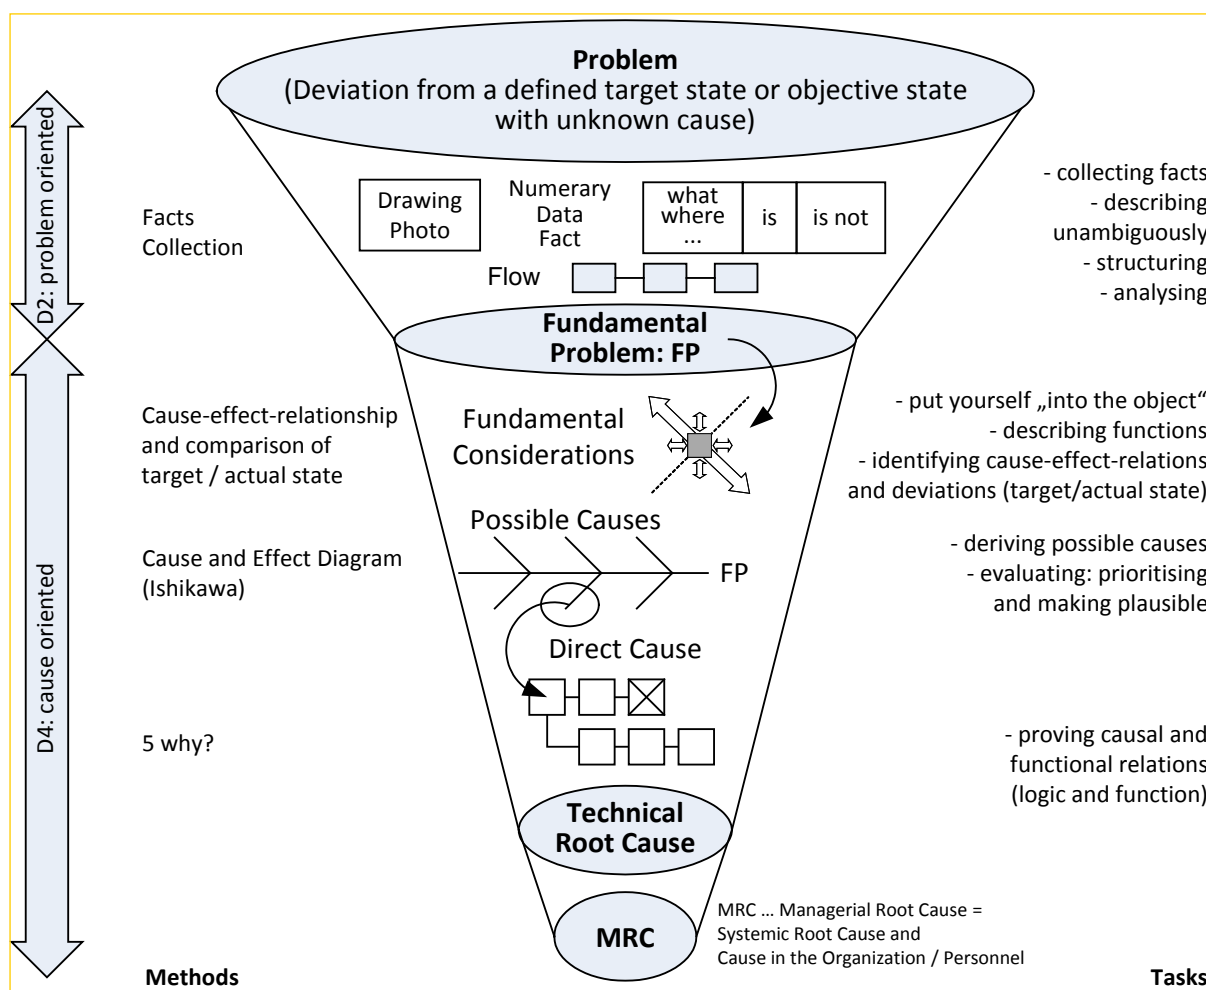 Problem
(Deviation from a defined target state or objective state
with unknown cause)
D2: problem oriented
Facts
Collection
Drawing
Photo
Numerary
Data
Fact
what
where
...
is
is not
Flow
- collecting facts
- describing
unambiguously
- structuring
- analysing
Fundamental
Problem: FP
D4: cause oriented
Cause-effect-relationship
and comparison of
target / actual state
Fundamental
Considerations
- put yourself „into the object“
- describing functions
- identifying cause-effect-relations
and deviations (target/actual state)
Possible Causes
Cause and Effect Diagram
(Ishikawa)
FP
- deriving possible causes
- evaluating: prioritising
and making plausible
Direct Cause
5 why?
- proving causal and
functional relations
(logic and function)
Technical
Root Cause
MRC
MRC ... Managerial Root Cause =
Systemic Root Cause and
Cause in the Organization / Personnel
Methods
Tasks